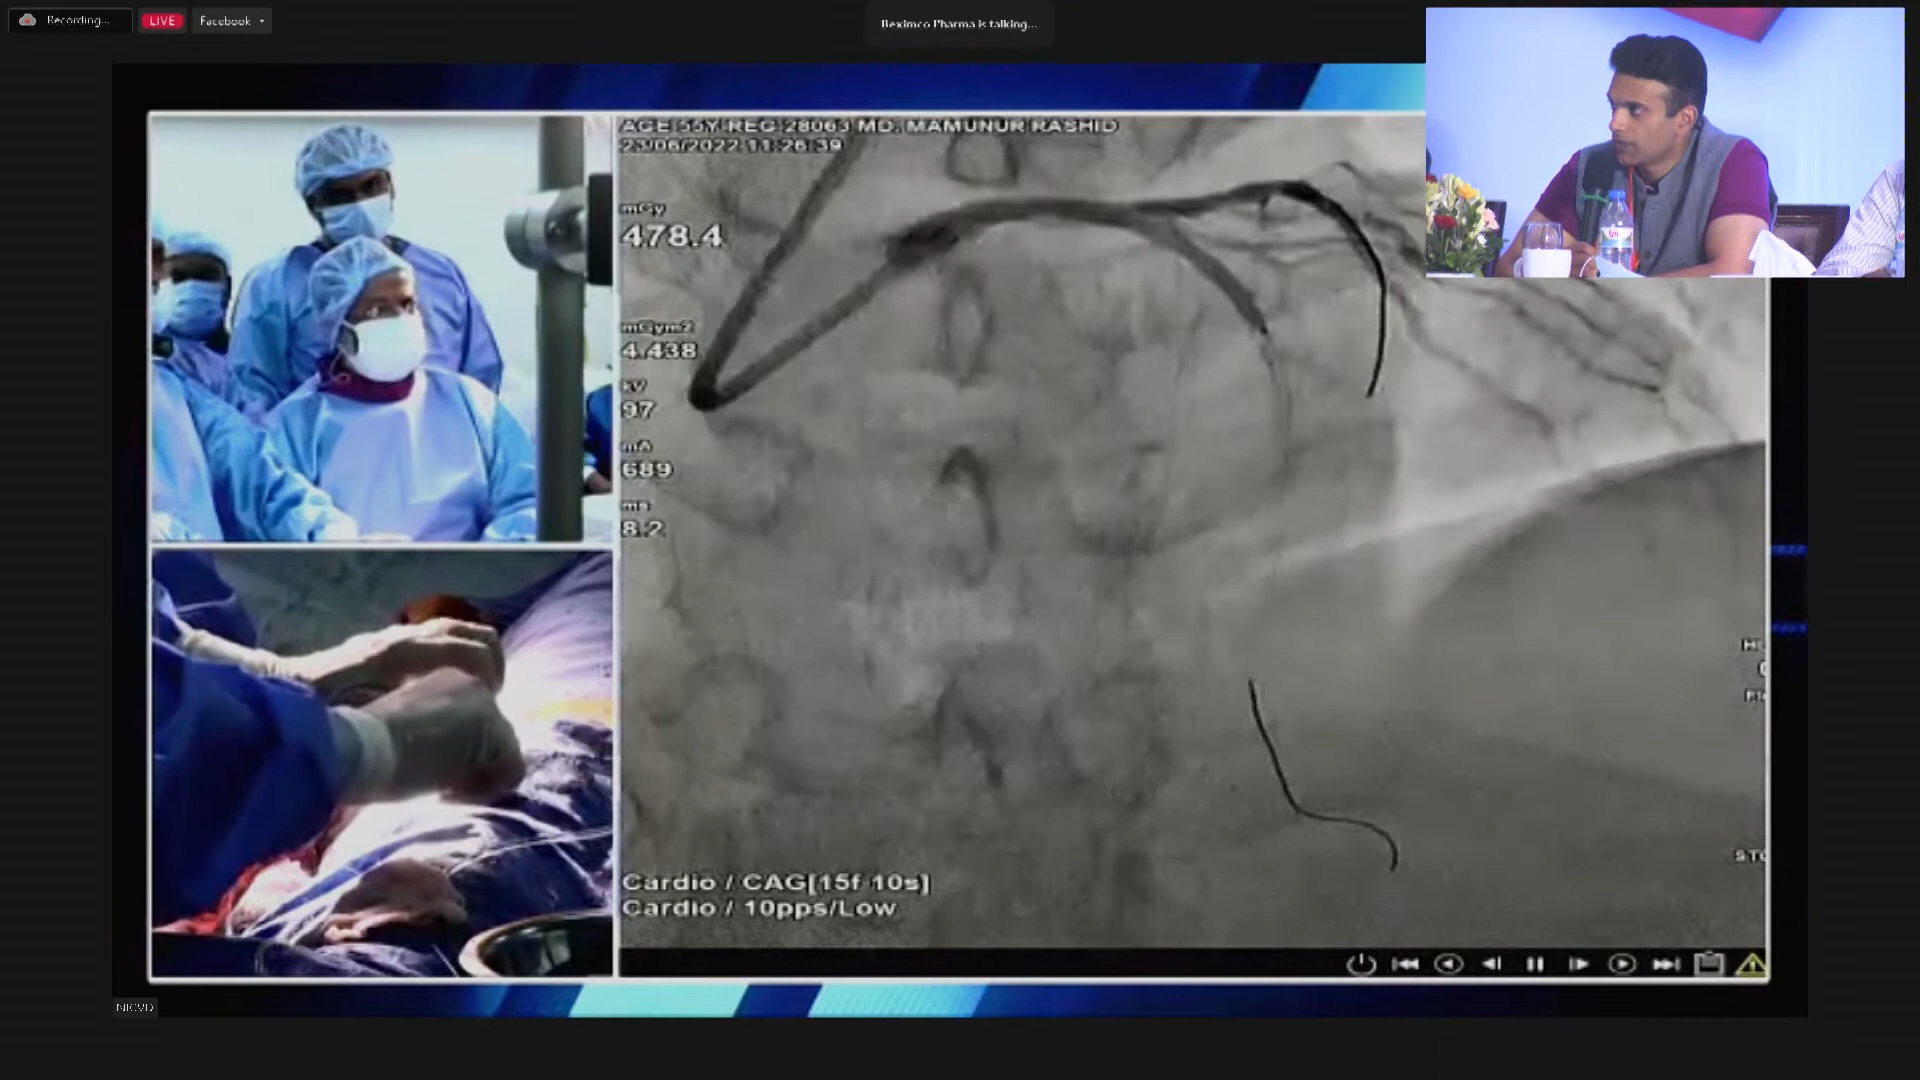 Recording...
LIVE
Facebook
Beximco Pharma is talking...
AGE 55Y REG 28063 MD. MAMUNUR RASHID
23/06/2022 11:26:39
mGy
478.4
mGym2
4.438
kV
97
mA
689
ms
8.2
Cardio / CAG[15f 10s]
Cardio / 10pps/Low
NICVD